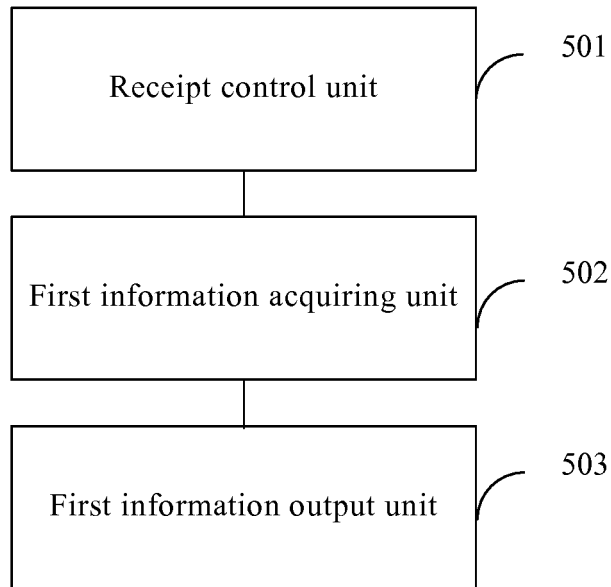 501
Receipt control unit
502
First information acquiring unit
503
First information output unit